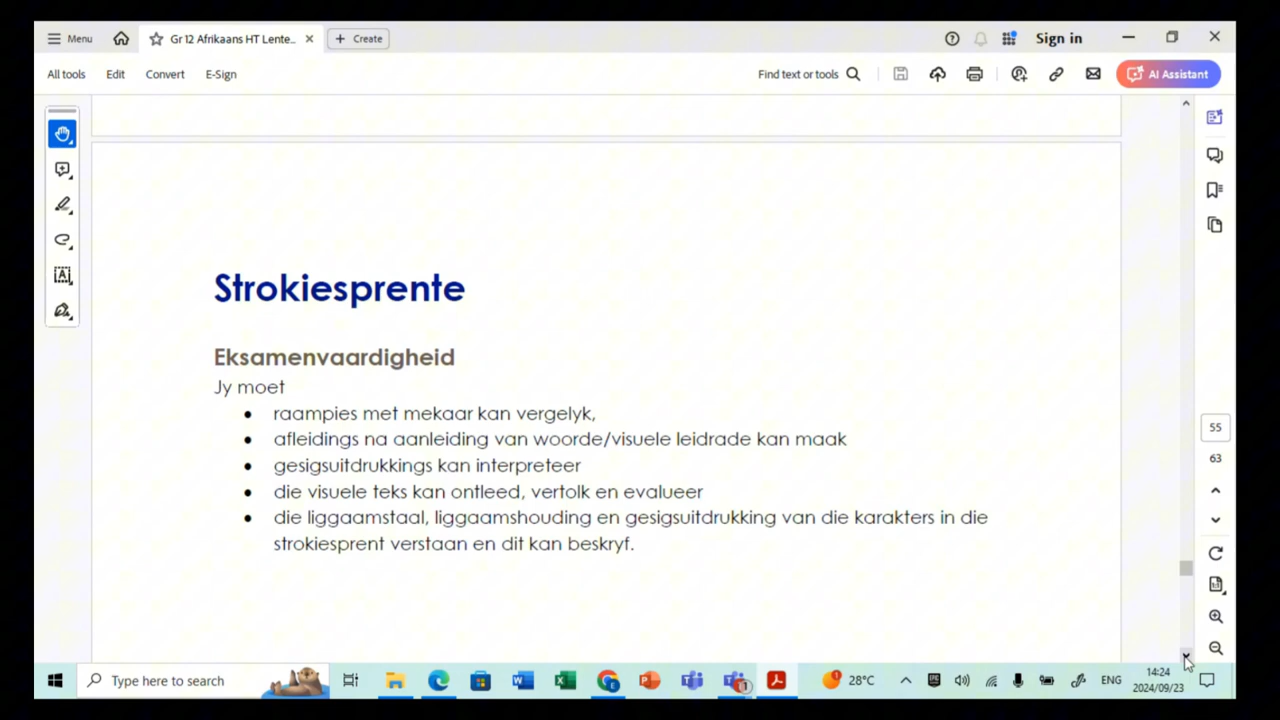 Menu
Gr 12 Afrikaans HT Lente...
Create
Sign in
All tools
Edit
Convert
E-Sign
Find text or tools
AI Assistant
Strokiesprente
Eksamenvaardigheid
Jy moet
• raampies met mekaar kan vergelyk,
• afleidings na aanleiding van woorde/visuele leidrade kan maak
• gesigsuitdrukkings kan interpreteer
• die visuele teks kan ontleed, vertolk en evalueer
• die liggaamstaal, liggaamshouding en gesigsuitdrukking van die karakters in die
strokiesprent verstaan en dit kan beskryf.
55
63
Type here to search
1
28°C
ENG
14:24
2024/09/23